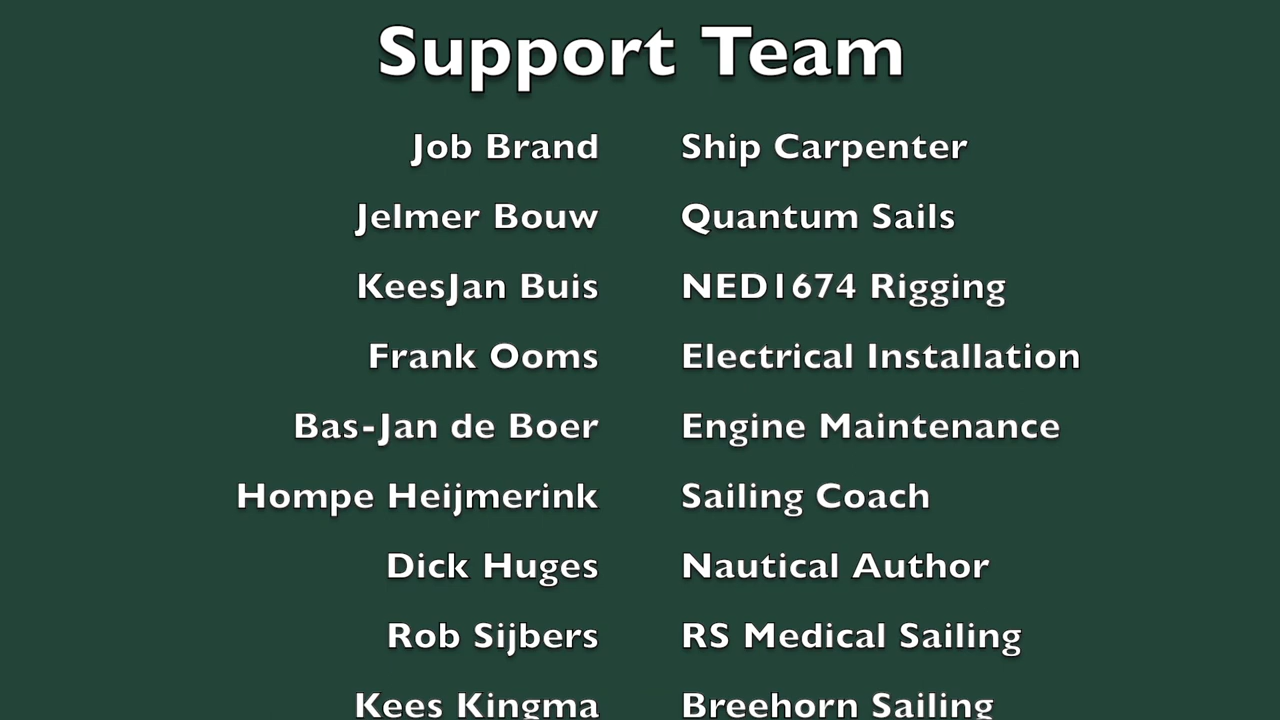 Support Team
Job Brand Ship Carpenter
Jelmer Bouw Quantum Sails
KeesJan Buis NED1674 Rigging
Frank Ooms Electrical Installation
Bas-Jan de Boer Engine Maintenance
Hompe Heijmerink Sailing Coach
Dick Huges Nautical Author
Rob Sijbers RS Medical Sailing
Kees Kingma Breehorn Sailing